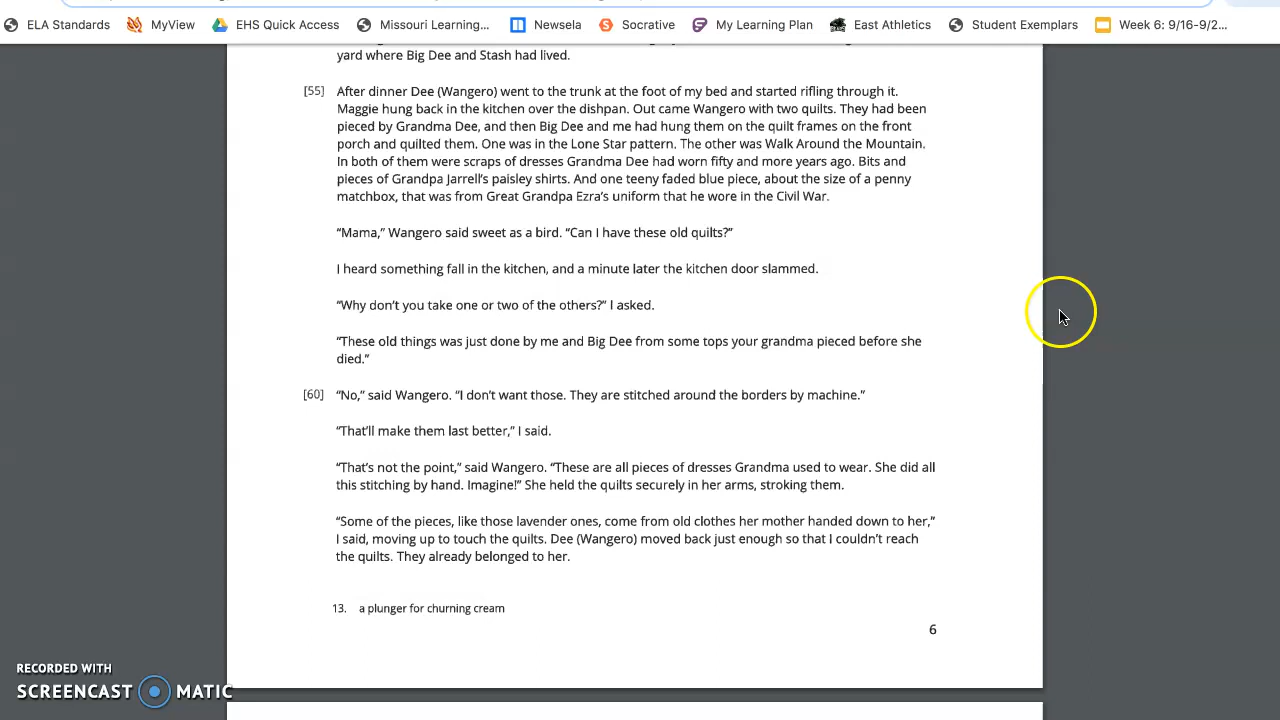 ELA Standards MyView EHS Quick Access Missouri Learning... Newsela Socrative My Learning Plan East Athletics Student Exemplars Week 6: 9/16-9/2...
yard where Big Dee and Stash had lived.
[55] After dinner Dee (Wangero) went to the trunk at the foot of my bed and started rifling through it.
Maggie hung back in the kitchen over the dishpan. Out came Wangero with two quilts. They had been
pieced by Grandma Dee, and then Big Dee and me had hung them on the quilt frames on the front
porch and quilted them. One was in the Lone Star pattern. The other was Walk Around the Mountain.
In both of them were scraps of dresses Grandma Dee had worn fifty and more years ago. Bits and
pieces of Grandpa Jarrell’s paisley shirts. And one teeny faded blue piece, about the size of a penny
matchbox, that was from Great Grandpa Ezra’s uniform that he wore in the Civil War.
“Mama,” Wangero said sweet as a bird. “Can I have these old quilts?”
I heard something fall in the kitchen, and a minute later the kitchen door slammed.
“Why don’t you take one or two of the others?” I asked.
“These old things was just done by me and Big Dee from some tops your grandma pieced before she
died.”
[60] “No,” said Wangero. “I don’t want those. They are stitched around the borders by machine.”
“That’ll make them last better,” I said.
“That’s not the point,” said Wangero. “These are all pieces of dresses Grandma used to wear. She did all
this stitching by hand. Imagine!” She held the quilts securely in her arms, stroking them.
“Some of the pieces, like those lavender ones, come from old clothes her mother handed down to her,”
I said, moving up to touch the quilts. Dee (Wangero) moved back just enough so that I couldn’t reach
the quilts. They already belonged to her.
13. a plunger for churning cream
6
RECORDED WITH
SCREENCAST MATIC